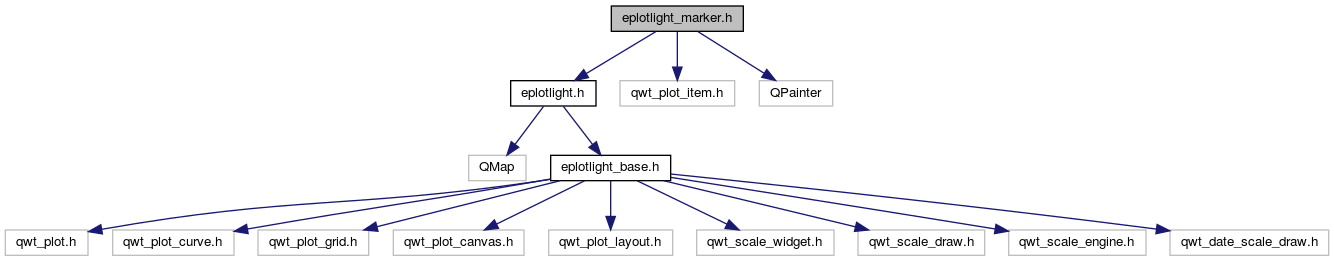 eplotlight_marker.h
eplotlight.h
qwt_plot_item.h
QPainter
QMap
eplotlight_base.h
qwt_plot.h
qwt_plot_curve.h
qwt_plot_grid.h
qwt_plot_canvas.h
qwt_plot_layout.h
qwt_scale_widget.h
qwt_scale_draw.h
qwt_scale_engine.h
qwt_date_scale_draw.h